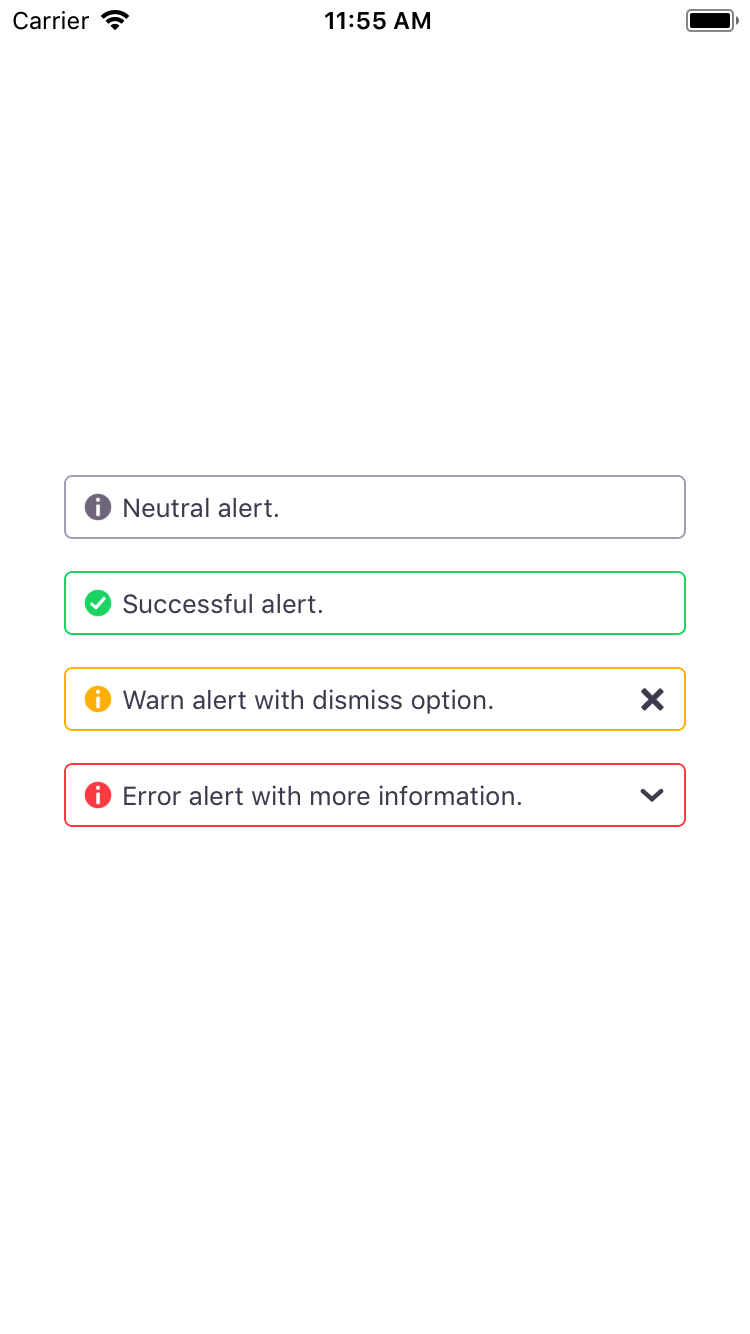 Carrier 11:55 AM
Neutral alert.
Successful alert.
Warn alert with dismiss option.
Error alert with more information.